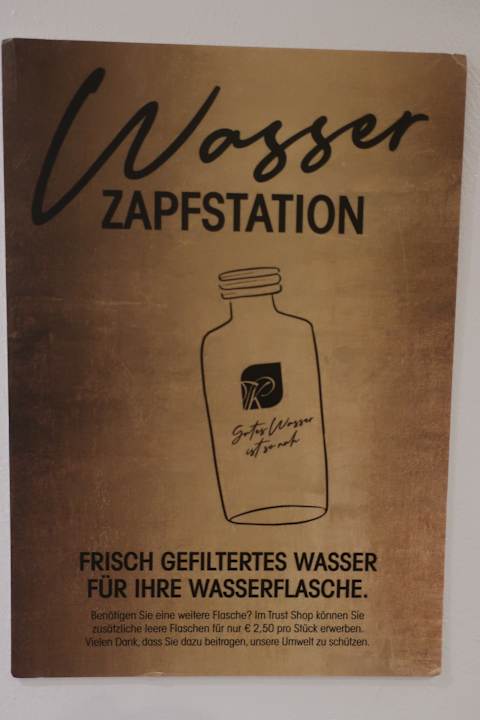 Wasser
ZAPFSTATION
Gutes Wasser
ist so nah
FRISCH GEFILTERTES WASSER
FÜR IHRE WASSERFLASCHE.
Benötigen Sie eine weitere Flasche? Im Trust Shop können Sie
zusätzliche leere Flaschen für nur € 2,50 pro Stück erwerben.
Vielen Dank, dass Sie dazu beitragen, unsere Umwelt zu schützen.